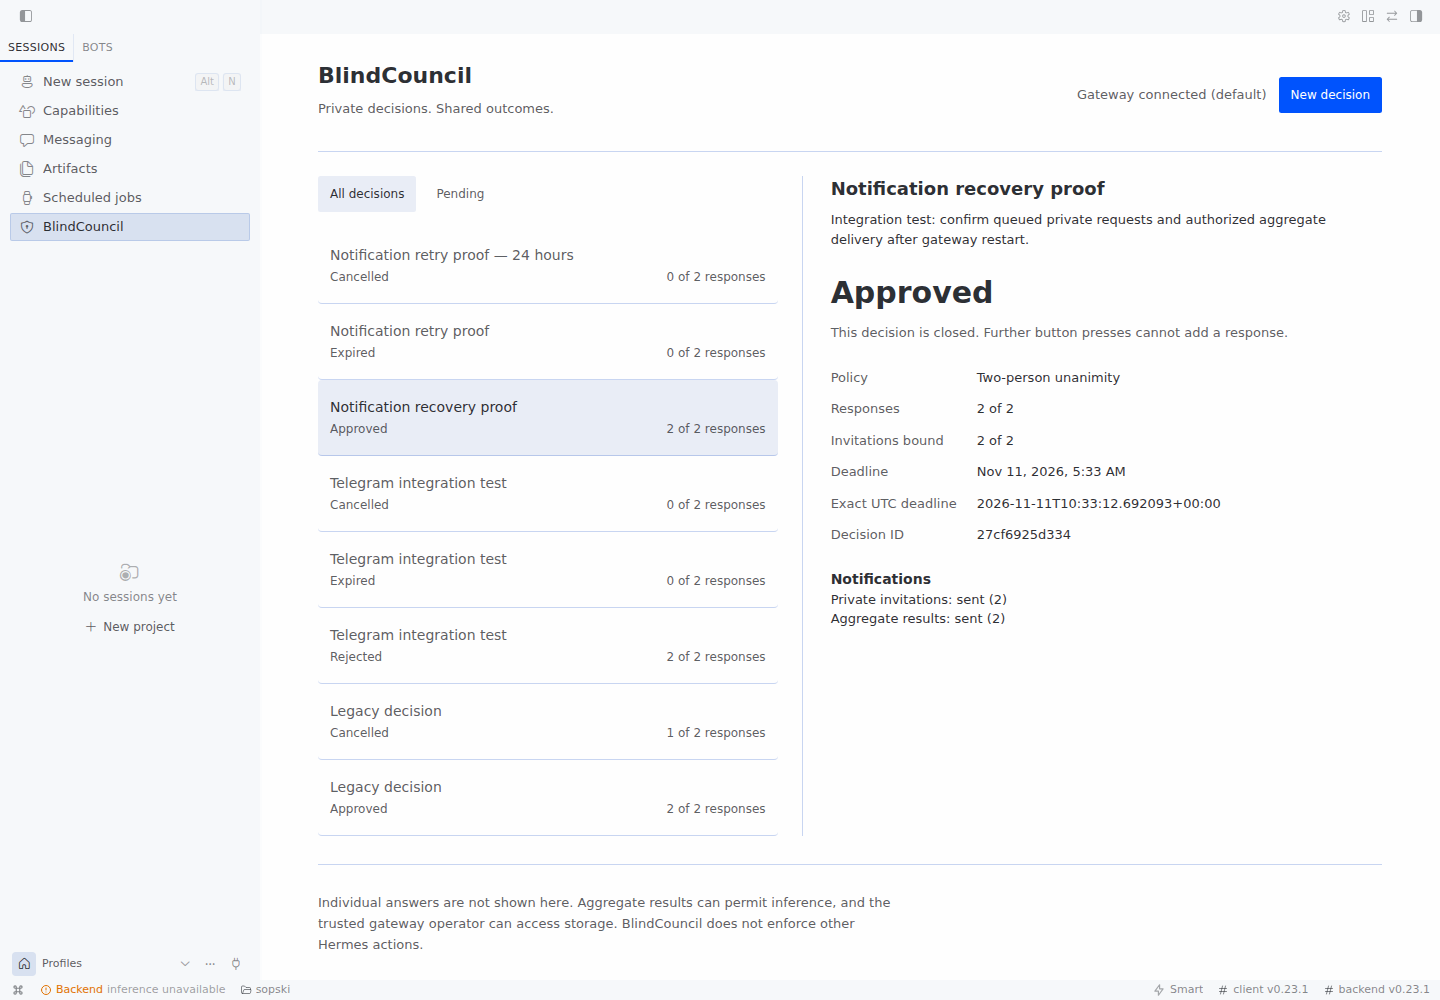 SESSIONS
BOTS
New session
Alt
N
Capabilities
Messaging
Artifacts
Scheduled jobs
BlindCouncil
No sessions yet
New project
Profiles
BlindCouncil
Private decisions. Shared outcomes.
Gateway connected (default)
New decision
All decisions
Pending
Notification retry proof — 24 hours
Cancelled
0 of 2 responses
Notification retry proof
Expired
0 of 2 responses
Notification recovery proof
Approved
2 of 2 responses
Telegram integration test
Cancelled
0 of 2 responses
Telegram integration test
Expired
0 of 2 responses
Telegram integration test
Rejected
2 of 2 responses
Legacy decision
Cancelled
1 of 2 responses
Legacy decision
Approved
2 of 2 responses
Notification recovery proof
Integration test: confirm queued private requests and authorized aggregate
delivery after gateway restart.
Approved
This decision is closed. Further button presses cannot add a response.
Policy
Two-person unanimity
Responses
2 of 2
Invitations bound
2 of 2
Deadline
Nov 11, 2026, 5:33 AM
Exact UTC deadline
2026-11-11T10:33:12.692093+00:00
Decision ID
27cf6925d334
Notifications
Private invitations: sent (2)
Aggregate results: sent (2)
Individual answers are not shown here. Aggregate results can permit inference, and the
trusted gateway operator can access storage. BlindCouncil does not enforce other
Hermes actions.
Backend inference unavailable
sopski
Smart
client v0.23.1
backend v0.23.1